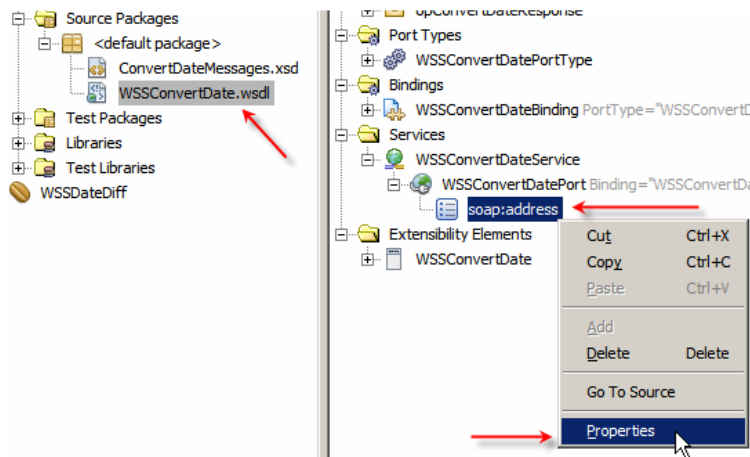 Source Packages
<default package>
ConvertDateMessages.xsd
WSSConvertDate.wsdl
Test Packages
Libraries
Test Libraries
WSSDateDiff
opConvertDateResponse
Port Types
WSSConvertDatePortType
Bindings
WSSConvertDateBinding PortType="WSSConvertD
Services
WSSConvertDateService
WSSConvertDatePort Binding="WSSConvertDa
soap:address
Extensibility Elements
WSSConvertDate
Cut Ctrl+X
Copy Ctrl+C
Paste Ctrl+V
Add
Delete Delete
Go To Source
Properties